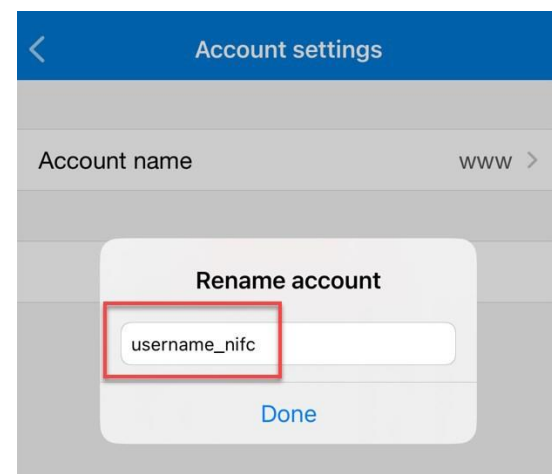 Account settings
Account name www
Rename account
username_nifc
Done